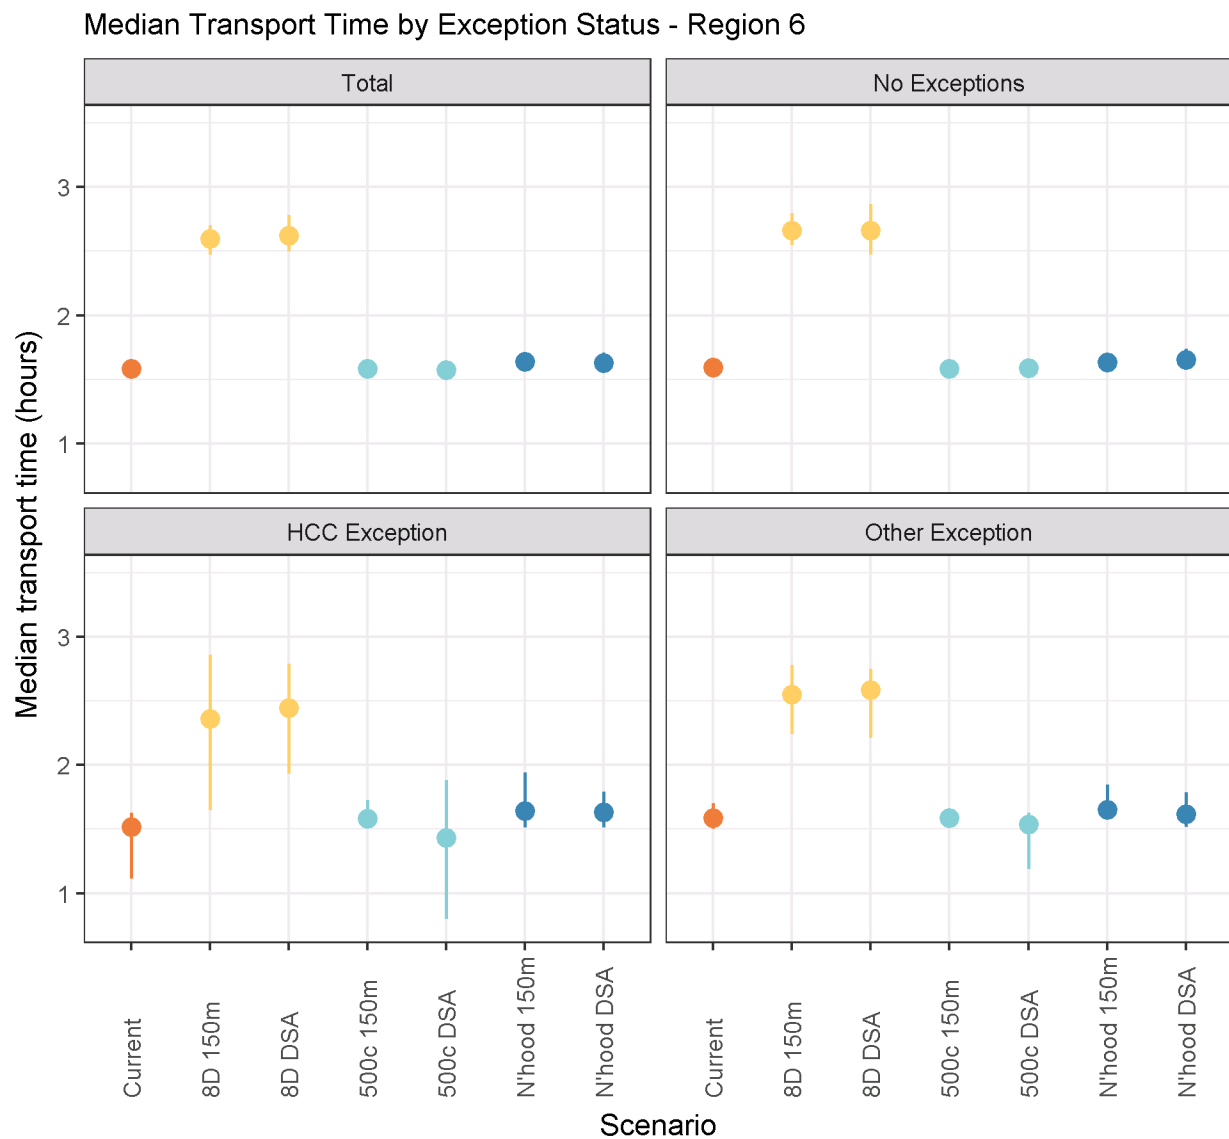 Median Transport Time by Exception Status - Region 6
Total
No Exceptions
Median transport time (hours)
3
2
1
HCC Exception
Other Exception
3
2
1
Current
8D 150m
8D DSA
500c 150m
500c DSA
N'hood 150m
N'hood DSA
Current
8D 150m
8D DSA
500c 150m
500c DSA
N'hood 150m
N'hood DSA
Scenario